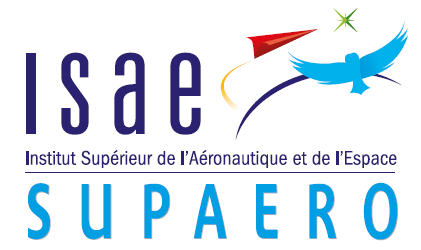 isae
Institut Supérieur de l'Aéronautique et de l'Espace
SUPAERO